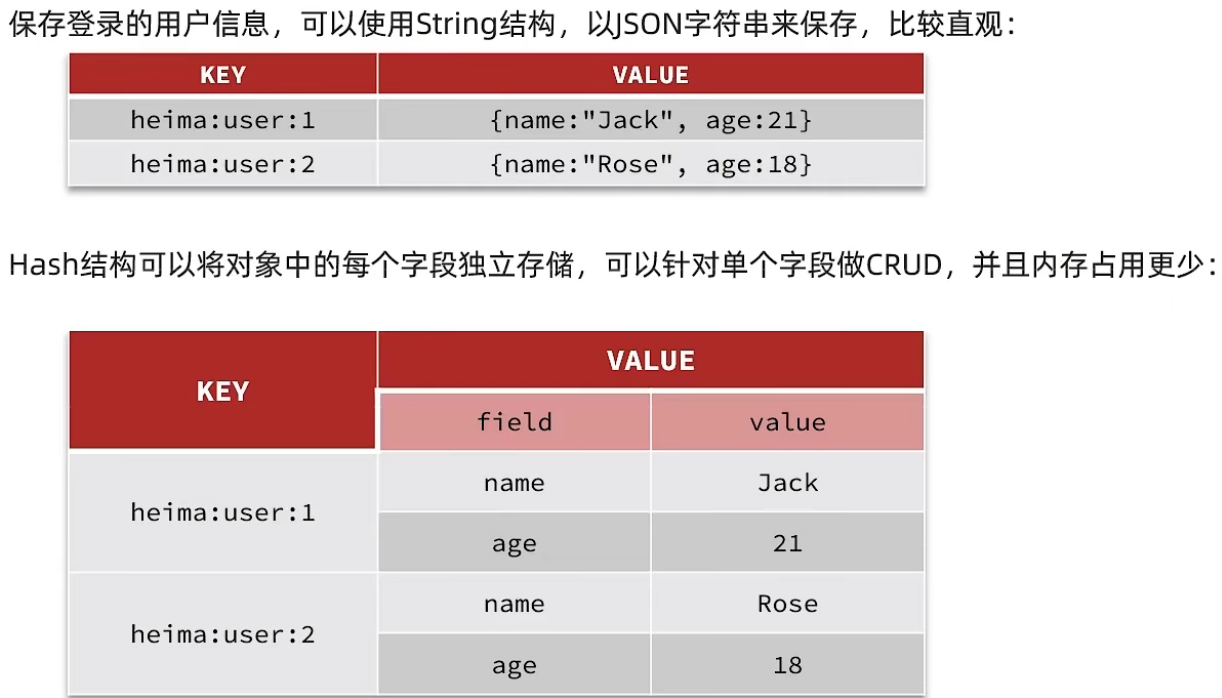 保存登录的用户信息，可以使用String结构，以JSON字符串来保存，比较直观：
KEY VALUE
heima:user:1 {name:"Jack", age:21}
heima:user:2 {name:"Rose", age:18}
Hash结构可以将对象中的每个字段独立存储，可以针对单个字段做CRUD，并且内存占用更少：
KEY VALUE
field value
heima:user:1 name Jack
age 21
heima:user:2 name Rose
age 18